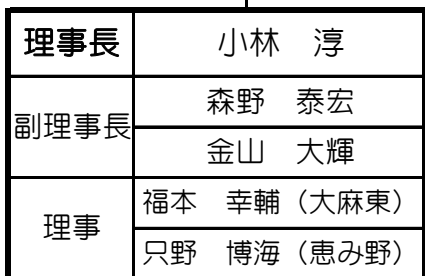 理事長 小林　淳
副理事長 森野　泰宏
金山　大輝
理事 福本　幸輔（大麻東）
只野　博海（恵み野）